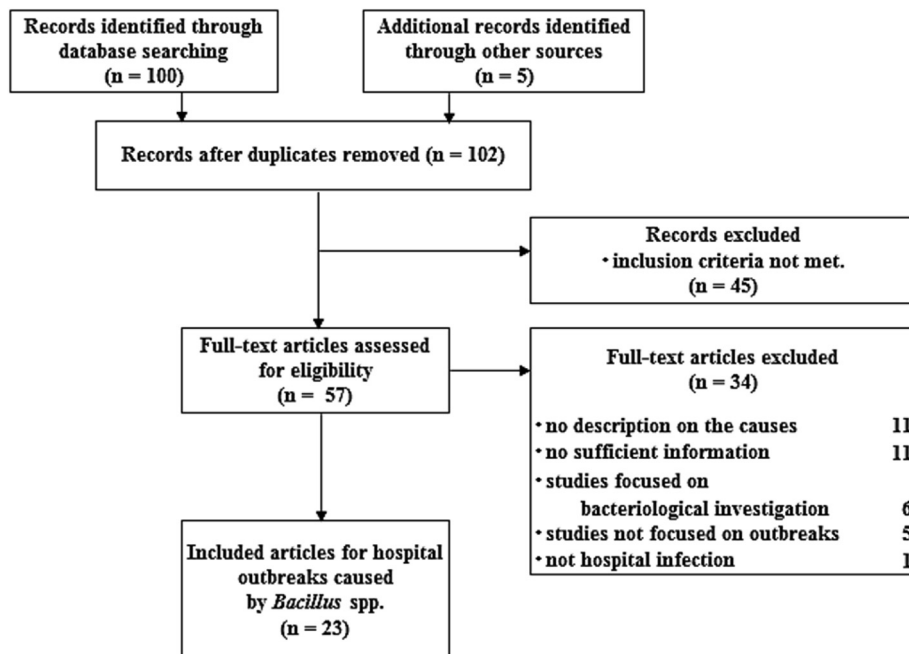 Records identified through
database searching
(n = 100)
Additional records identified
through other sources
(n = 5)
Records after duplicates removed (n = 102)
Records excluded
・inclusion criteria not met.
(n = 45)
Full-text articles assessed
for eligibility
(n = 57)
Full-text articles excluded
(n = 34)
・no description on the causes 11
・no sufficient information 11
・studies focused on
bacteriological investigation 6
・studies not focused on outbreaks 5
・not hospital infection 1
Included articles for hospital
outbreaks caused
by Bacillus spp.
(n = 23)